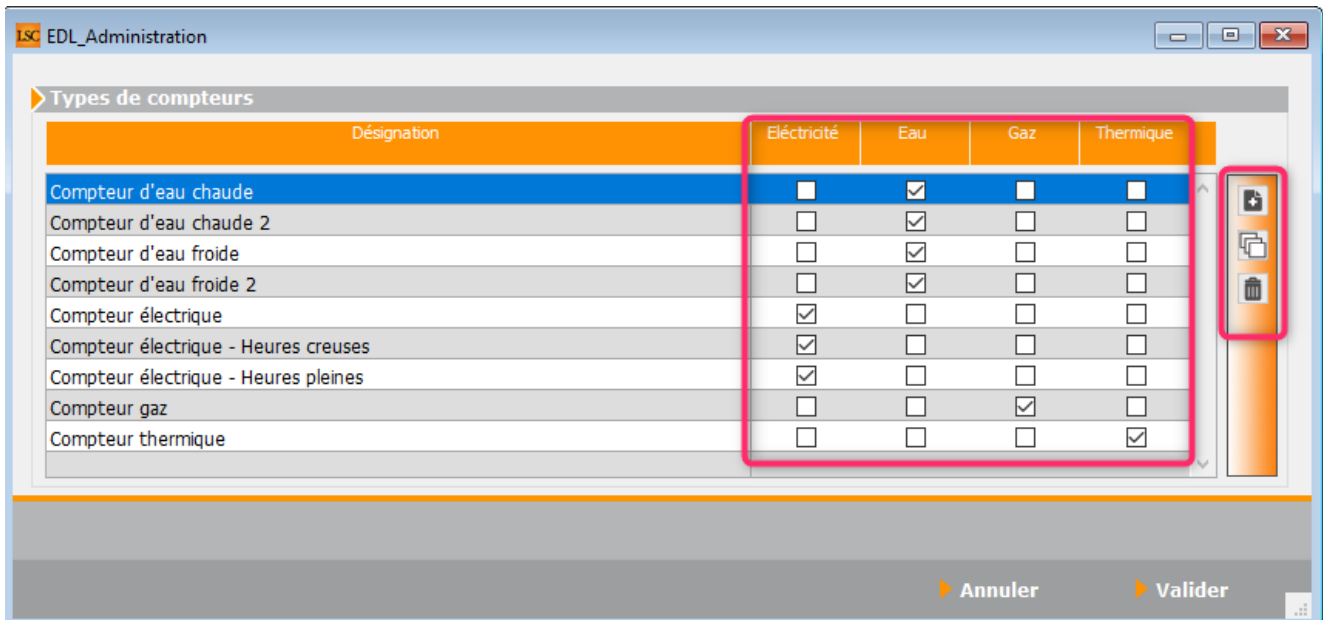 LSC EDL_Administration
Types de compteurs
Désignation Eléctricité Eau Gaz Thermique
Compteur d'eau chaude
Compteur d'eau chaude 2
Compteur d'eau froide
Compteur d'eau froide 2
Compteur électrique
Compteur électrique - Heures creuses
Compteur électrique - Heures pleines
Compteur gaz
Compteur thermique
Annuler Valider